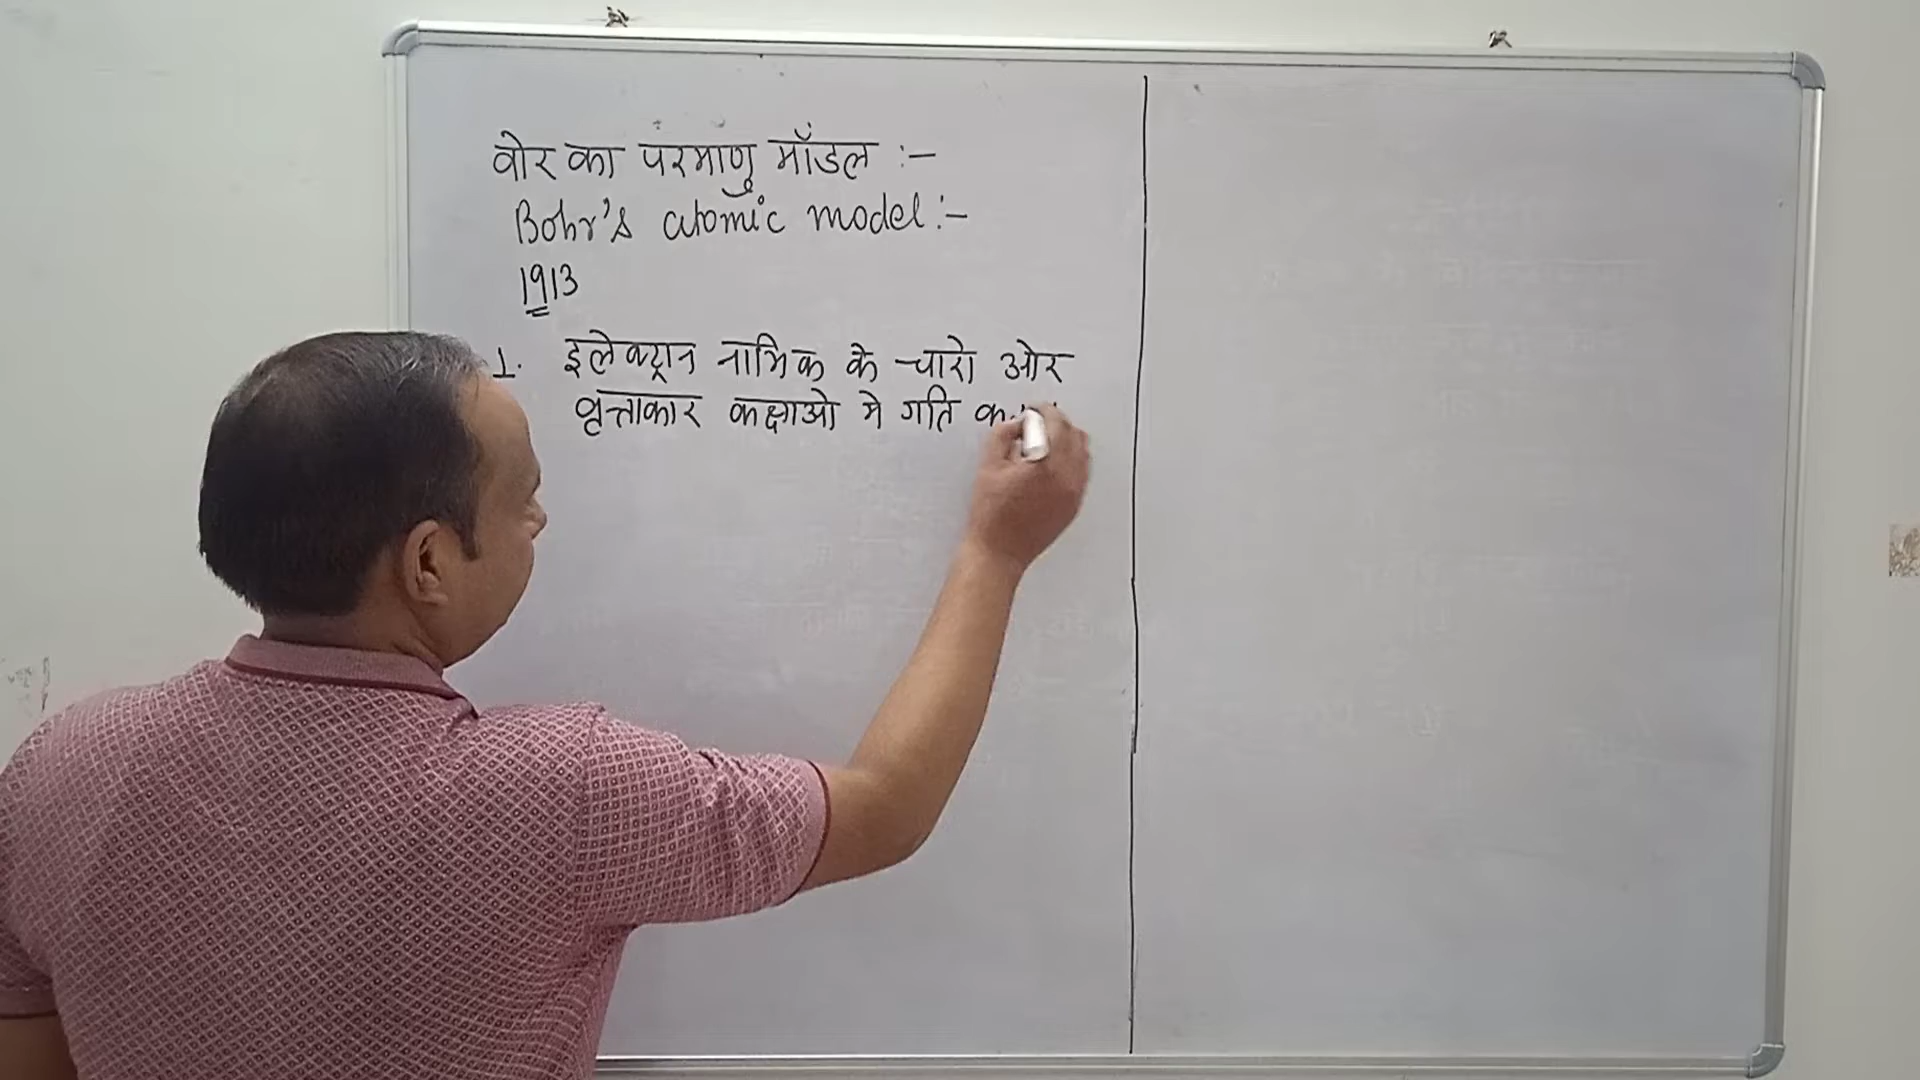 वोर का परमाणु मॉडल :-
Bohr's atomic model :-
1913
1. इलेक्ट्रान नाभिक के चारो ओर
वृत्ताकार कक्षाओ मे गति